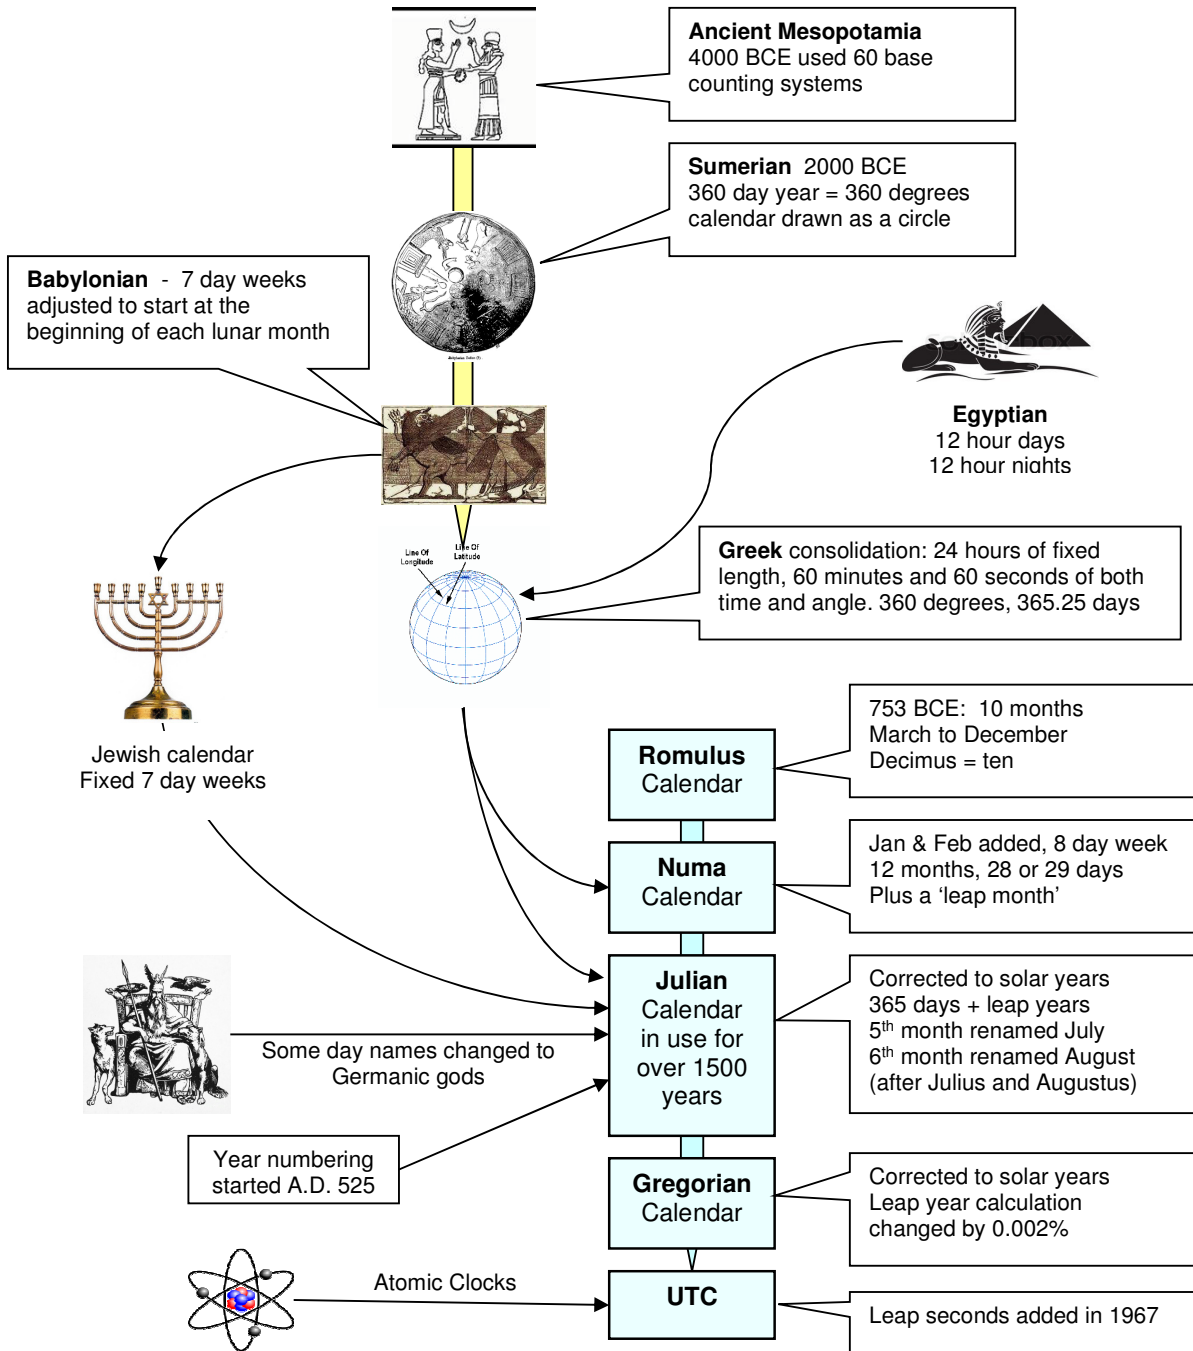 Ancient Mesopotamia
4000 BCE used 60 base
counting systems
Sumerian 2000 BCE
360 day year = 360 degrees
calendar drawn as a circle
Babylonian - 7 day weeks
adjusted to start at the
beginning of each lunar month
Egyptian
12 hour days
12 hour nights
Line Of
Longitude
Line Of
Latitude
Greek consolidation: 24 hours of fixed
length, 60 minutes and 60 seconds of both
time and angle. 360 degrees, 365.25 days
Jewish calendar
Fixed 7 day weeks
Romulus
Calendar
753 BCE: 10 months
March to December
Decimus = ten
Numa
Calendar
Jan & Feb added, 8 day week
12 months, 28 or 29 days
Plus a ‘leap month’
Julian
Calendar
in use for
over 1500
years
Corrected to solar years
365 days + leap years
5th month renamed July
6th month renamed August
(after Julius and Augustus)
Some day names changed to
Germanic gods
Year numbering
started A.D. 525
Gregorian
Calendar
Corrected to solar years
Leap year calculation
changed by 0.002%
Atomic Clocks
UTC
Leap seconds added in 1967